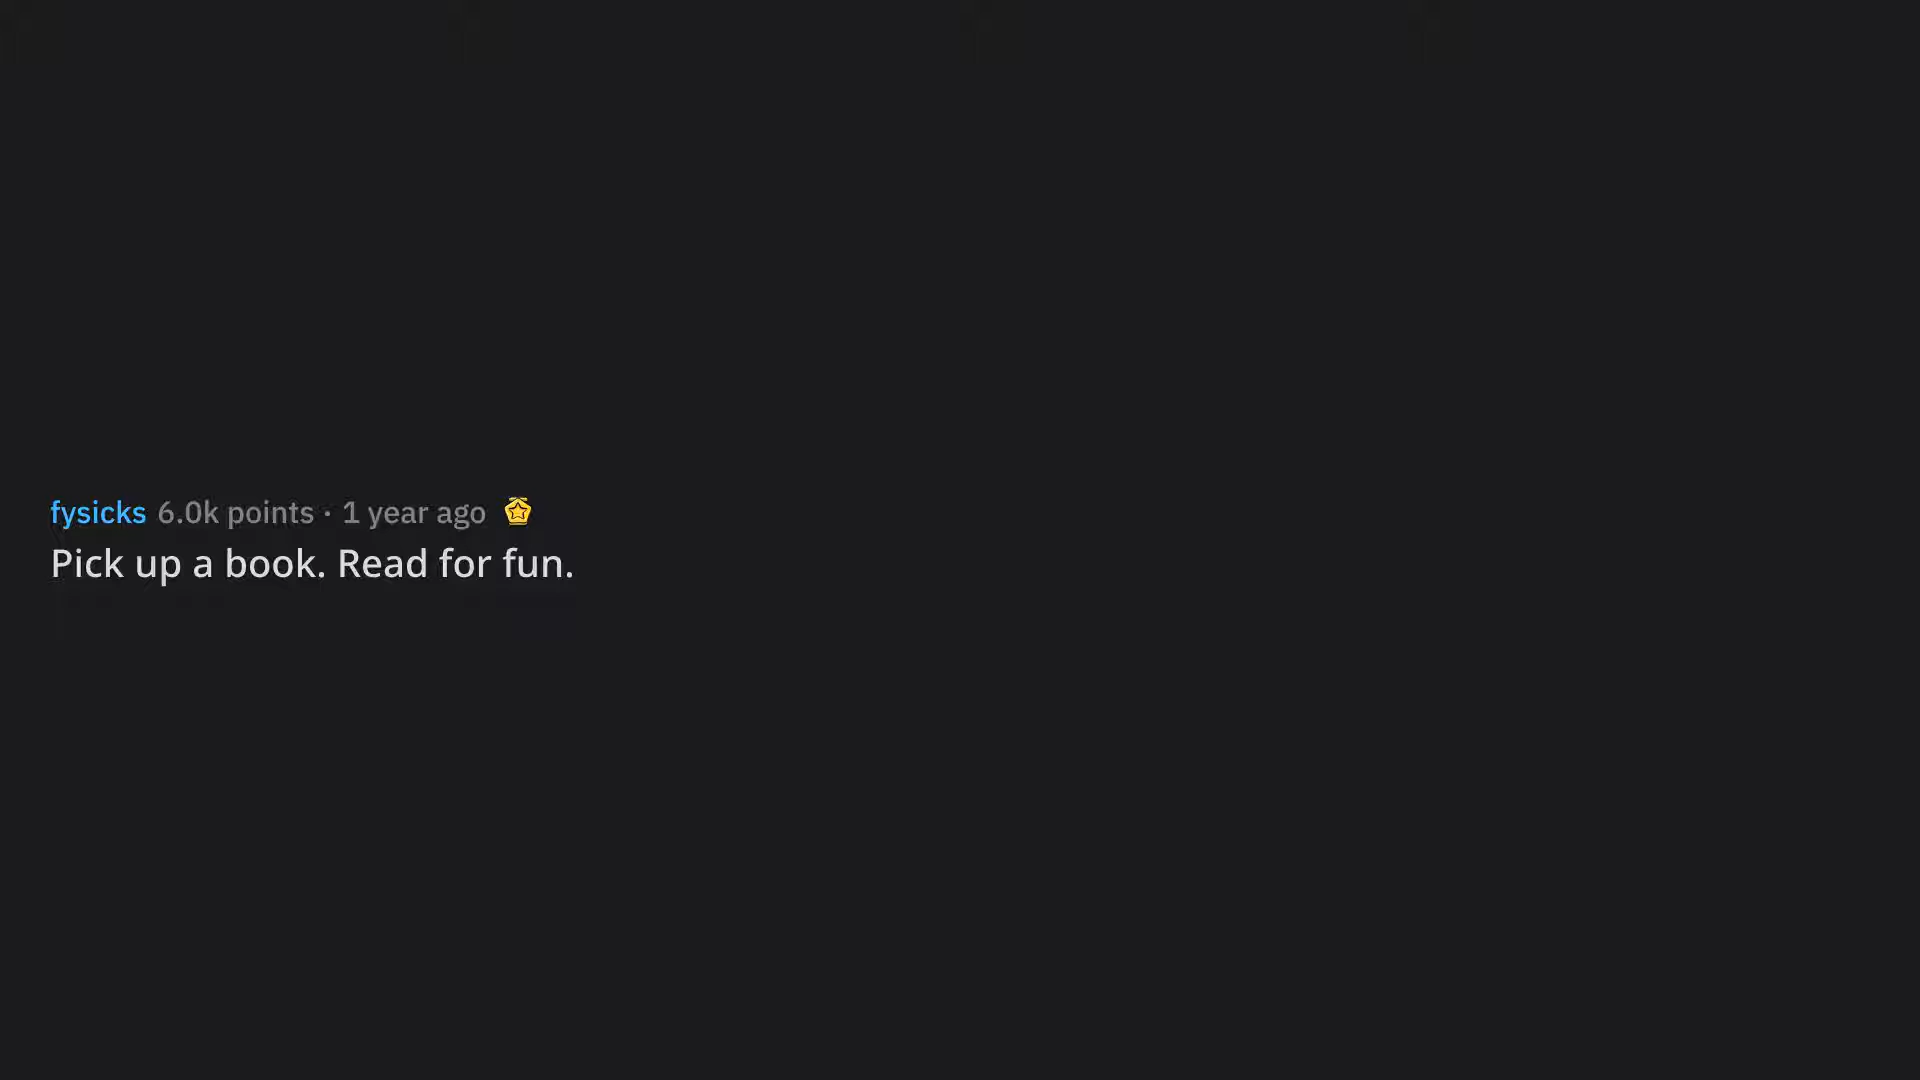 fysicks 6.0k points · 1 year ago
Pick up a book. Read for fun.